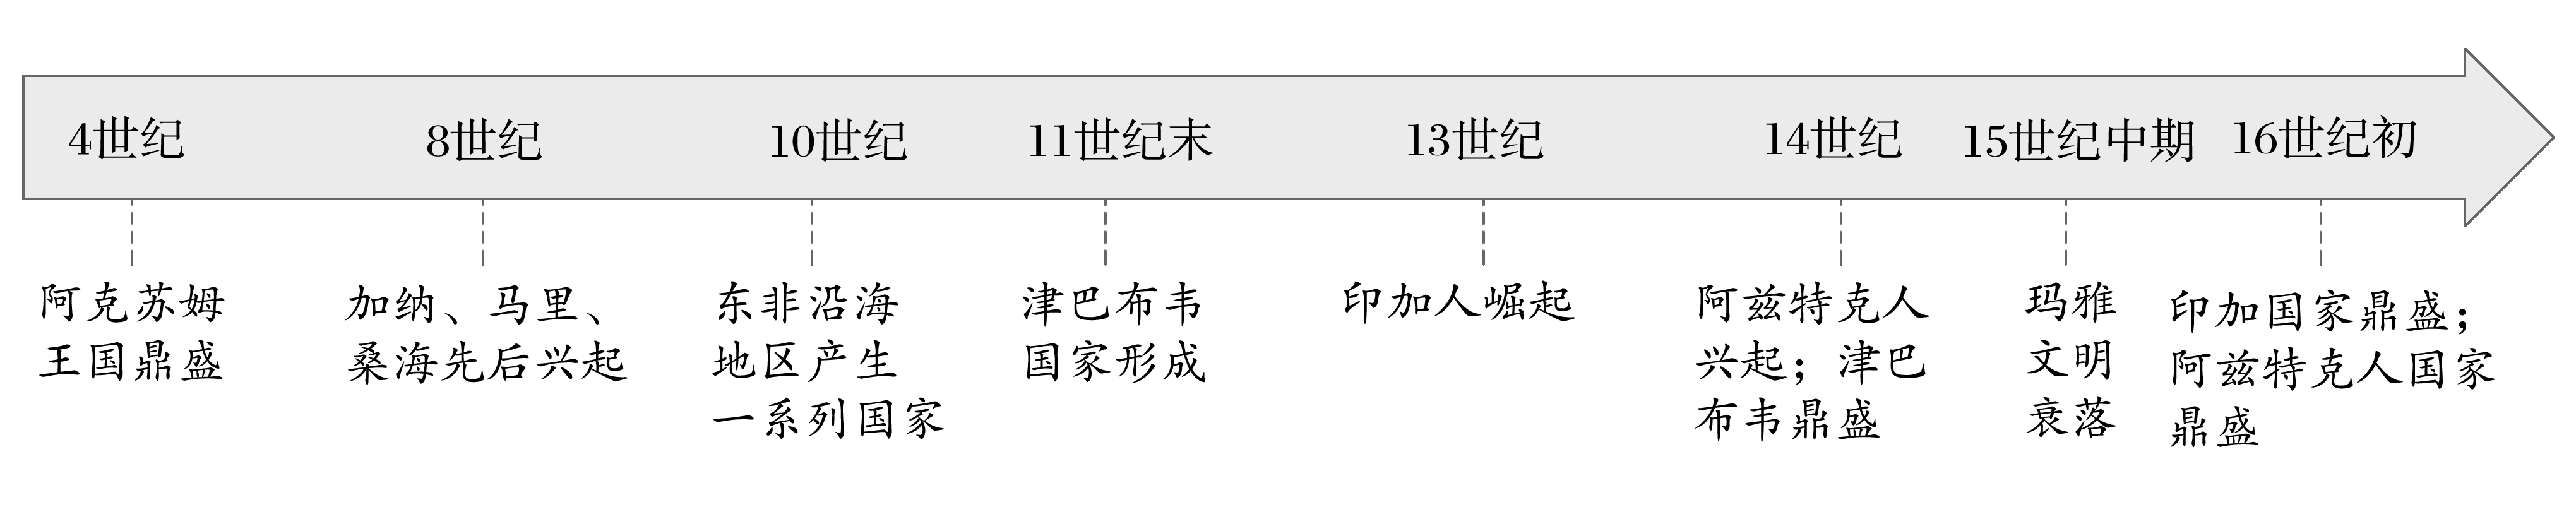 4世纪
8世纪
10世纪
11世纪末
13世纪
14世纪
15世纪中期
16世纪初
阿克苏姆
王国鼎盛
加纳、马里、
桑海先后兴起
东非沿海
地区产生
一系列国家
津巴布韦
国家形成
印加人崛起
阿兹特克人
兴起；津巴
布韦鼎盛
玛雅
文明
衰落
印加国家鼎盛；
阿兹特克人国家
鼎盛